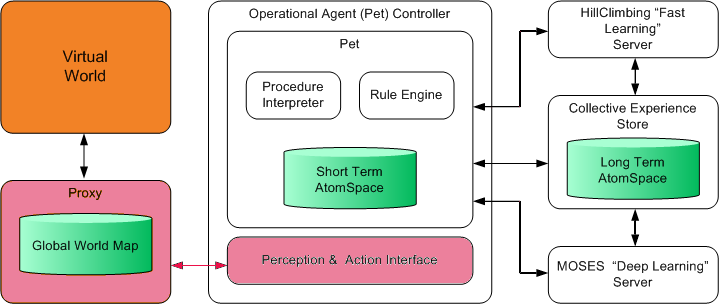 Virtual
World
Proxy
Global World Map
Operational Agent (Pet) Controller
Pet
Procedure
Interpreter
Rule Engine
Short Term
AtomSpace
Perception & Action Interface
HillClimbing “Fast
Learning”
Server
Collective Experience
Store
Long Term
AtomSpace
MOSES “Deep Learning”
Server